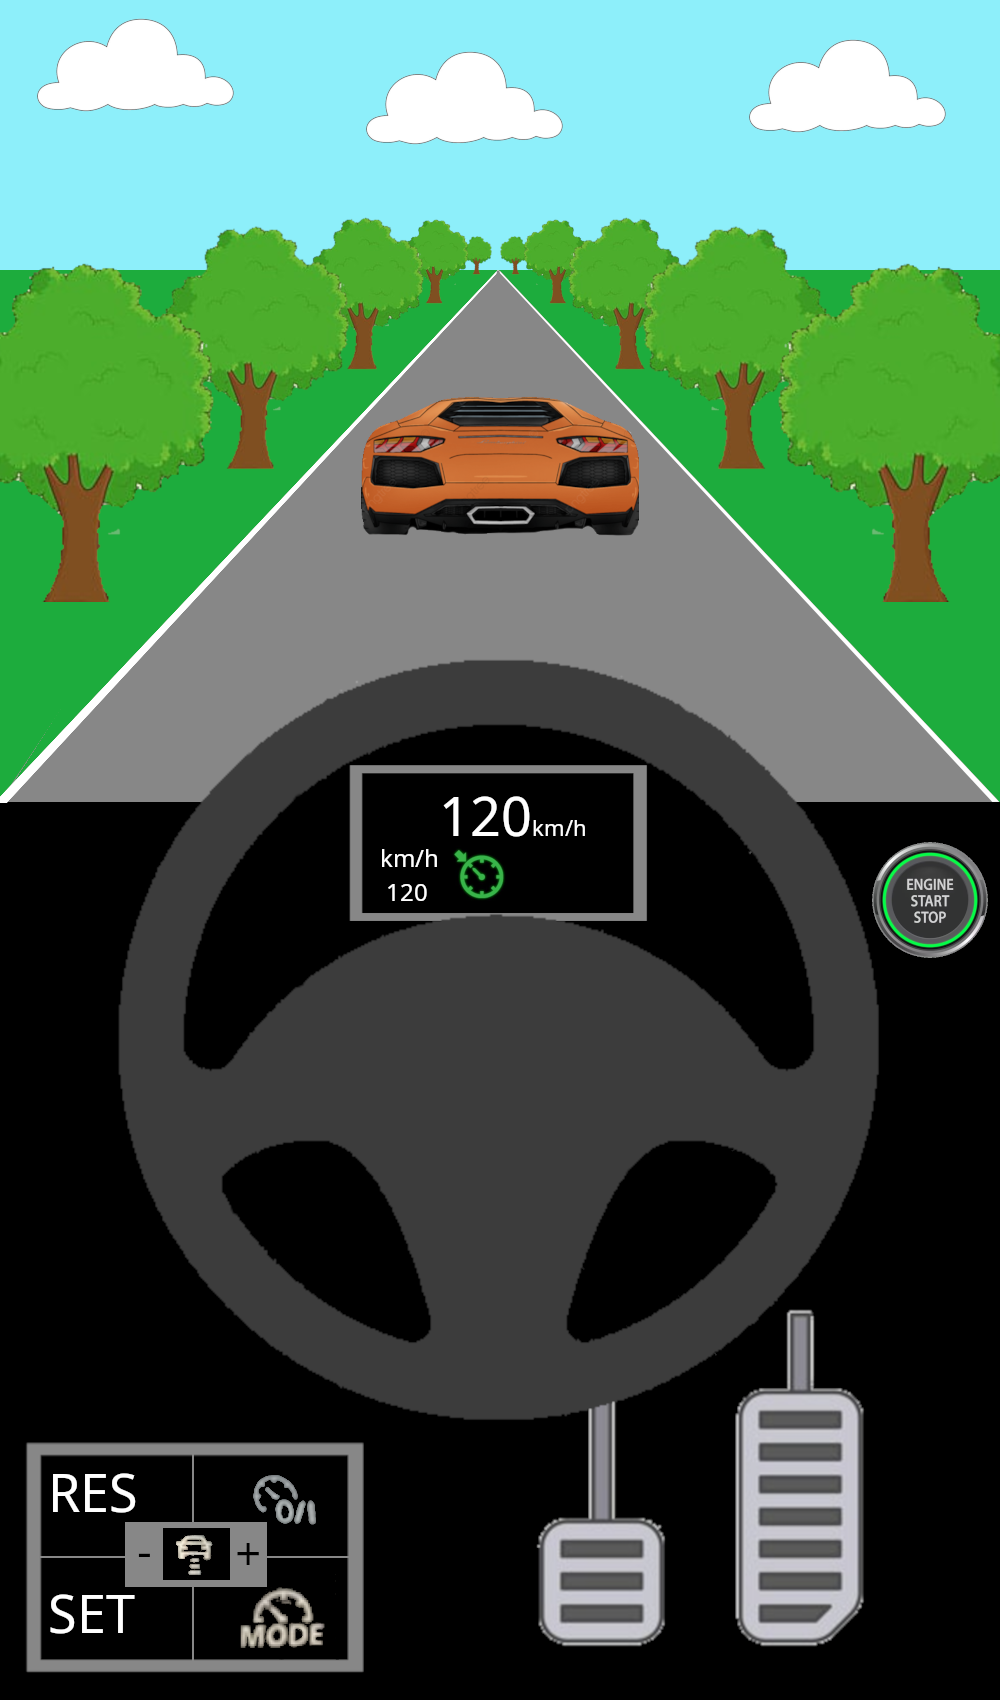 120km/h
km/h
120
ENGINE
START
STOP
RES
0/I
- +
SET
MODE